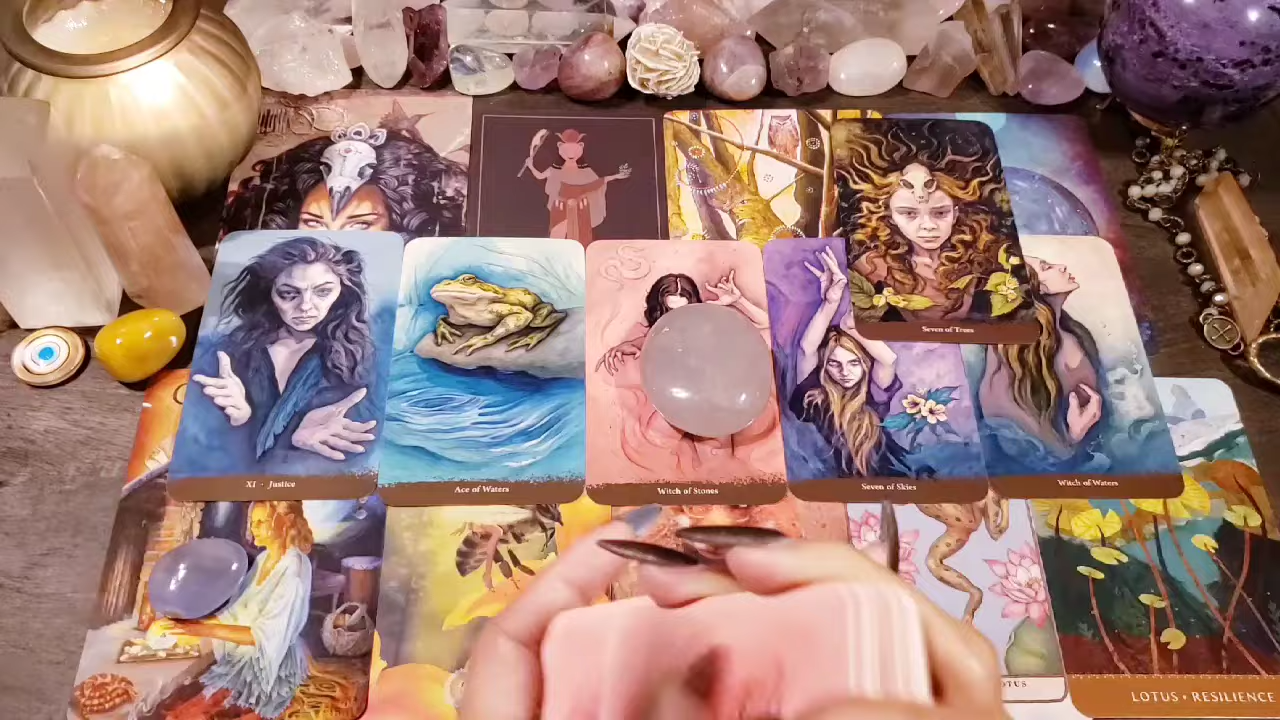 Seven of Trees
XI · Justice
Ace of Waters
Witch of Stones
Seven of Skies
Witch of Waters
LOTUS · RESILIENCE